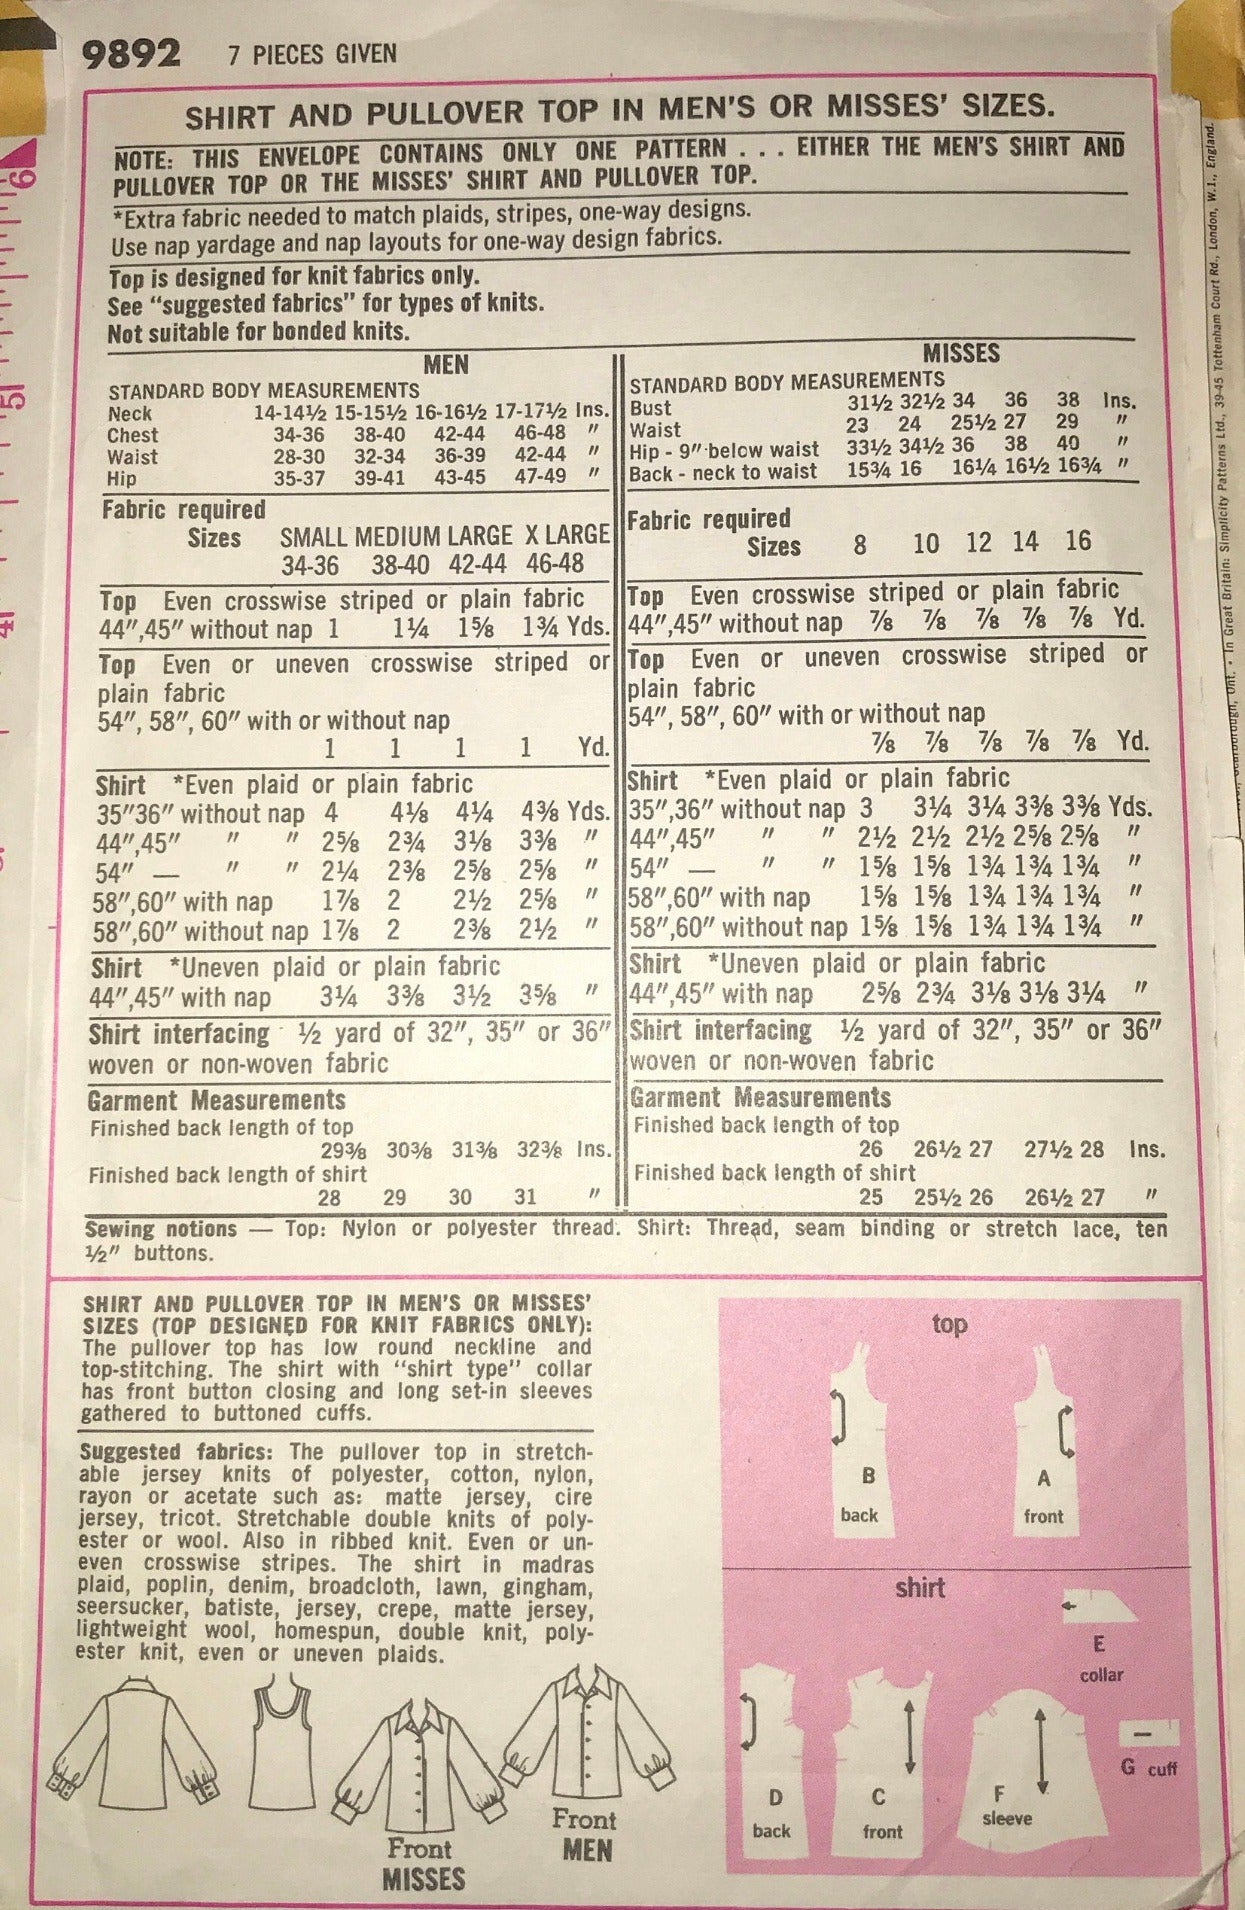 9892 7 PIECES GIVEN
SHIRT AND PULLOVER TOP IN MEN'S OR MISSES' SIZES.
NOTE: THIS ENVELOPE CONTAINS ONLY ONE PATTERN . . . EITHER THE MEN'S SHIRT AND
PULLOVER TOP OR THE MISSES' SHIRT AND PULLOVER TOP.
*Extra fabric needed to match plaids, stripes, one-way designs.
Use nap yardage and nap layouts for one-way design fabrics.
Top is designed for knit fabrics only.
See "suggested fabrics" for types of knits.
Not suitable for bonded knits.
MEN
STANDARD BODY MEASUREMENTS
Neck 14-14½ 15-15½ 16-16½ 17-17½ Ins.
Chest 34-36 38-40 42-44 46-48 "
Waist 28-30 32-34 36-39 42-44 "
Hip 35-37 39-41 43-45 47-49 "
Fabric required
Sizes SMALL MEDIUM LARGE X LARGE
34-36 38-40 42-44 46-48
Top Even crosswise striped or plain fabric
44",45" without nap 1 1¼ 1⅝ 1¾ Yds.
Top Even or uneven crosswise striped or
plain fabric
54", 58", 60" with or without nap
1 1 1 1 Yd.
Shirt *Even plaid or plain fabric
35"36" without nap 4 4⅛ 4¼ 4⅜ Yds.
44",45" " " 2⅝ 2¾ 3⅛ 3⅜ "
54" — " " 2¼ 2⅜ 2⅝ 2⅝ "
58",60" with nap 1⅞ 2 2½ 2⅝ "
58",60" without nap 1⅞ 2 2⅜ 2½ "
Shirt *Uneven plaid or plain fabric
44",45" with nap 3¼ 3⅜ 3½ 3⅝ "
Shirt interfacing ½ yard of 32", 35" or 36"
woven or non-woven fabric
Garment Measurements
Finished back length of top
29⅜ 30⅜ 31⅜ 32⅜ Ins.
Finished back length of shirt
28 29 30 31 "
MISSES
STANDARD BODY MEASUREMENTS
Bust 31½ 32½ 34 36 38 Ins.
Waist 23 24 25½ 27 29 "
Hip - 9" below waist 33½ 34½ 36 38 40 "
Back - neck to waist 15¾ 16 16¼ 16½ 16¾ "
Fabric required
Sizes 8 10 12 14 16
Top Even crosswise striped or plain fabric
44",45" without nap ⅞ ⅞ ⅞ ⅞ ⅞ Yd.
Top Even or uneven crosswise striped or
plain fabric
54", 58", 60" with or without nap
⅞ ⅞ ⅞ ⅞ ⅞ Yd.
Shirt *Even plaid or plain fabric
35",36" without nap 3 3¼ 3¼ 3⅜ 3⅜ Yds.
44",45" " " 2½ 2½ 2½ 2⅝ 2⅝ "
54" — " " 1⅝ 1⅝ 1¾ 1¾ 1¾ "
58",60" with nap 1⅝ 1⅝ 1¾ 1¾ 1¾ "
58",60" without nap 1⅝ 1⅝ 1¾ 1¾ 1¾ "
Shirt *Uneven plaid or plain fabric
44",45" with nap 2⅝ 2¾ 3⅛ 3⅛ 3¼ "
Shirt interfacing ½ yard of 32", 35" or 36"
woven or non-woven fabric
Garment Measurements
Finished back length of top
26 26½ 27 27½ 28 Ins.
Finished back length of shirt
25 25½ 26 26½ 27 "
Sewing notions — Top: Nylon or polyester thread. Shirt: Thread, seam binding or stretch lace, ten
½" buttons.
SHIRT AND PULLOVER TOP IN MEN'S OR MISSES'
SIZES (TOP DESIGNED FOR KNIT FABRICS ONLY):
The pullover top has low round neckline and
top-stitching. The shirt with "shirt type" collar
has front button closing and long set-in sleeves
gathered to buttoned cuffs.
Suggested fabrics: The pullover top in stretch-
able jersey knits of polyester, cotton, nylon,
rayon or acetate such as: matte jersey, cire
jersey, tricot. Stretchable double knits of poly-
ester or wool. Also in ribbed knit. Even or un-
even crosswise stripes. The shirt in madras
plaid, poplin, denim, broadcloth, lawn, gingham,
seersucker, batiste, jersey, crepe, matte jersey,
lightweight wool, homespun, double knit, poly-
ester knit, even or uneven plaids.
Front
MISSES
Front
MEN
top
B
back
A
front
shirt
E
collar
D
back
C
front
F
sleeve
G cuff
6
5
4
Ont. • In Great Britain: Simplicity Patterns Ltd., 39-45 Tottenham Court Rd., London, W.1., England.